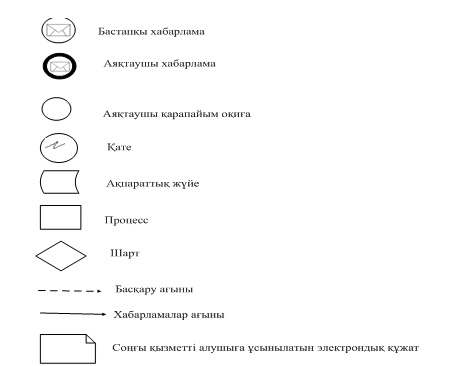 Бастапқы хабарлама
Аяқтаушы хабарлама
Аяқтаушы қарапайым оқиға
Қате
Ақпараттық жүйе
Процесс
Шарт
Басқару ағыны
Хабарламалар ағыны
Соңғы қызметті алушыға ұсынылатын электрондық құжат